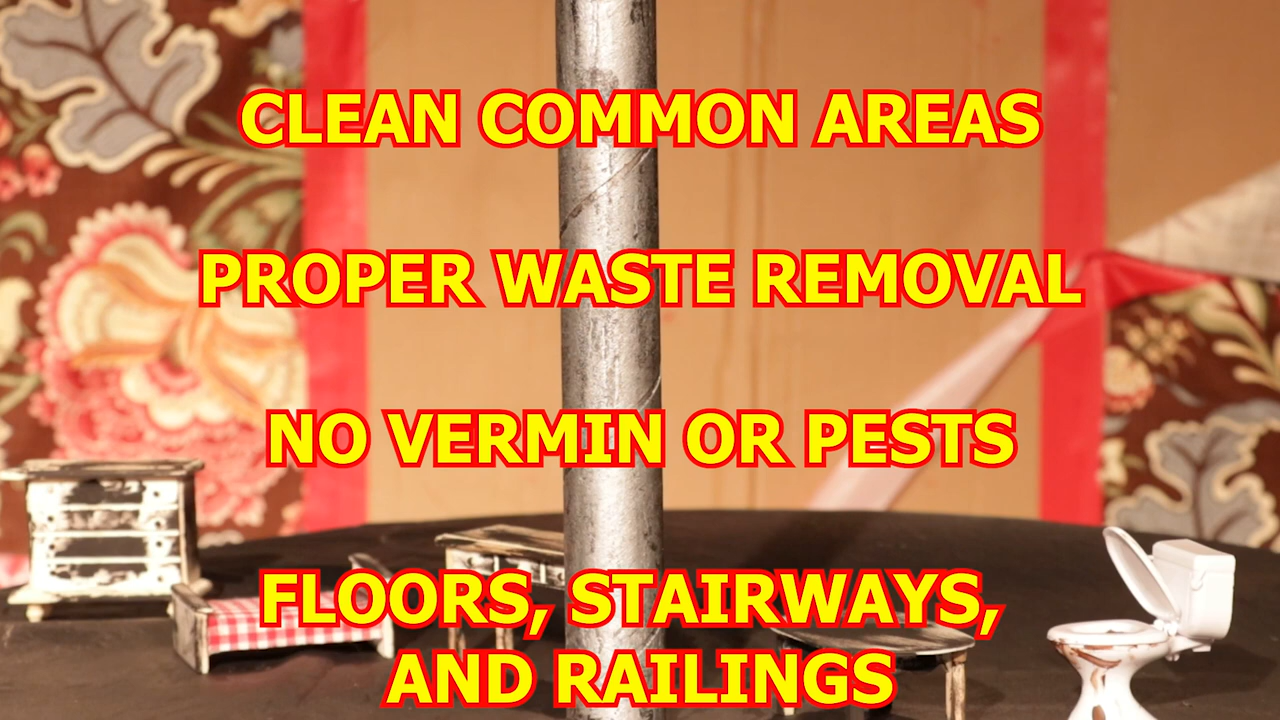 CLEAN COMMON AREAS
PROPER WASTE REMOVAL
NO VERMIN OR PESTS
FLOORS, STAIRWAYS,
AND RAILINGS